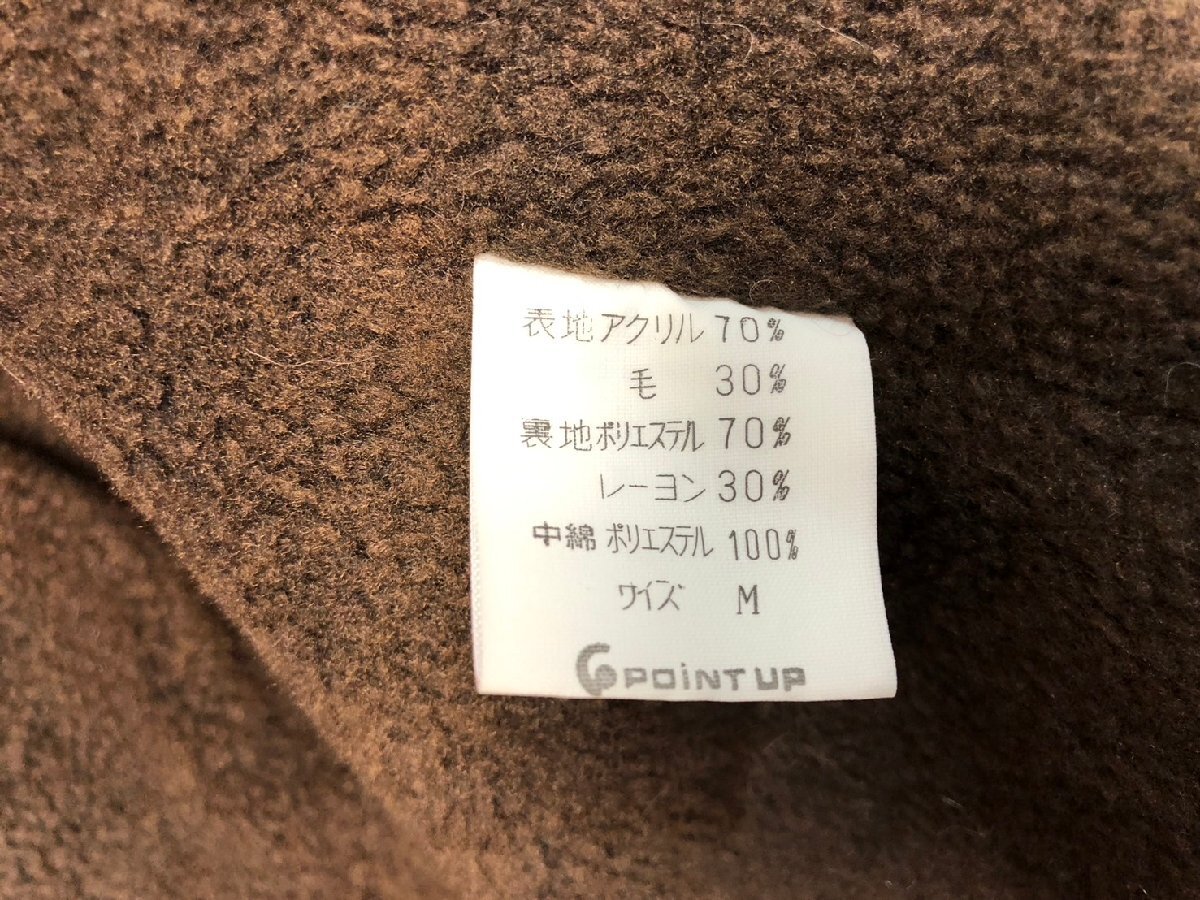 表地アクリル 70%
毛 30%
裏地ポリエステル 70%
レーヨン 30%
中綿 ポリエステル 100%
サイズ M
POINT UP